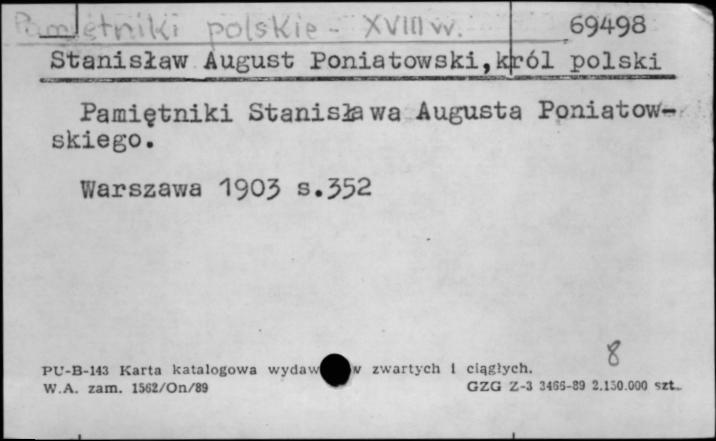 Pamiętniki polskie - XVIII w. 69498
Stanisław August Poniatowski, król polski
Pamiętniki Stanisława Augusta Poniatow-
skiego.
Warszawa 1903 s.352
8
PU-B-143 Karta katalogowa wydaw w zwartych i ciągłych.
W.A. zam. 1562/On/89 GZG Z-3 3466-89 2.150.000 szt.